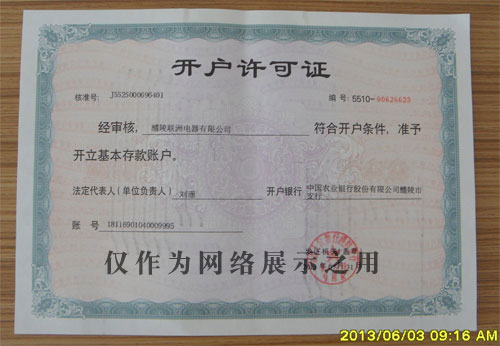 开户许可证
核准号: J5525000696401 编号: 5510-00626633
经审核, 醴陵联洲电器有限公司 符合开户条件, 准予
开立基本存款账户。
法定代表人(单位负责人) 刘珊 开户银行 中国农业银行股份有限公司醴陵市
支行
账号 18116901040009995
仅作为网络展示之用
2013/06/03 09:16 AM